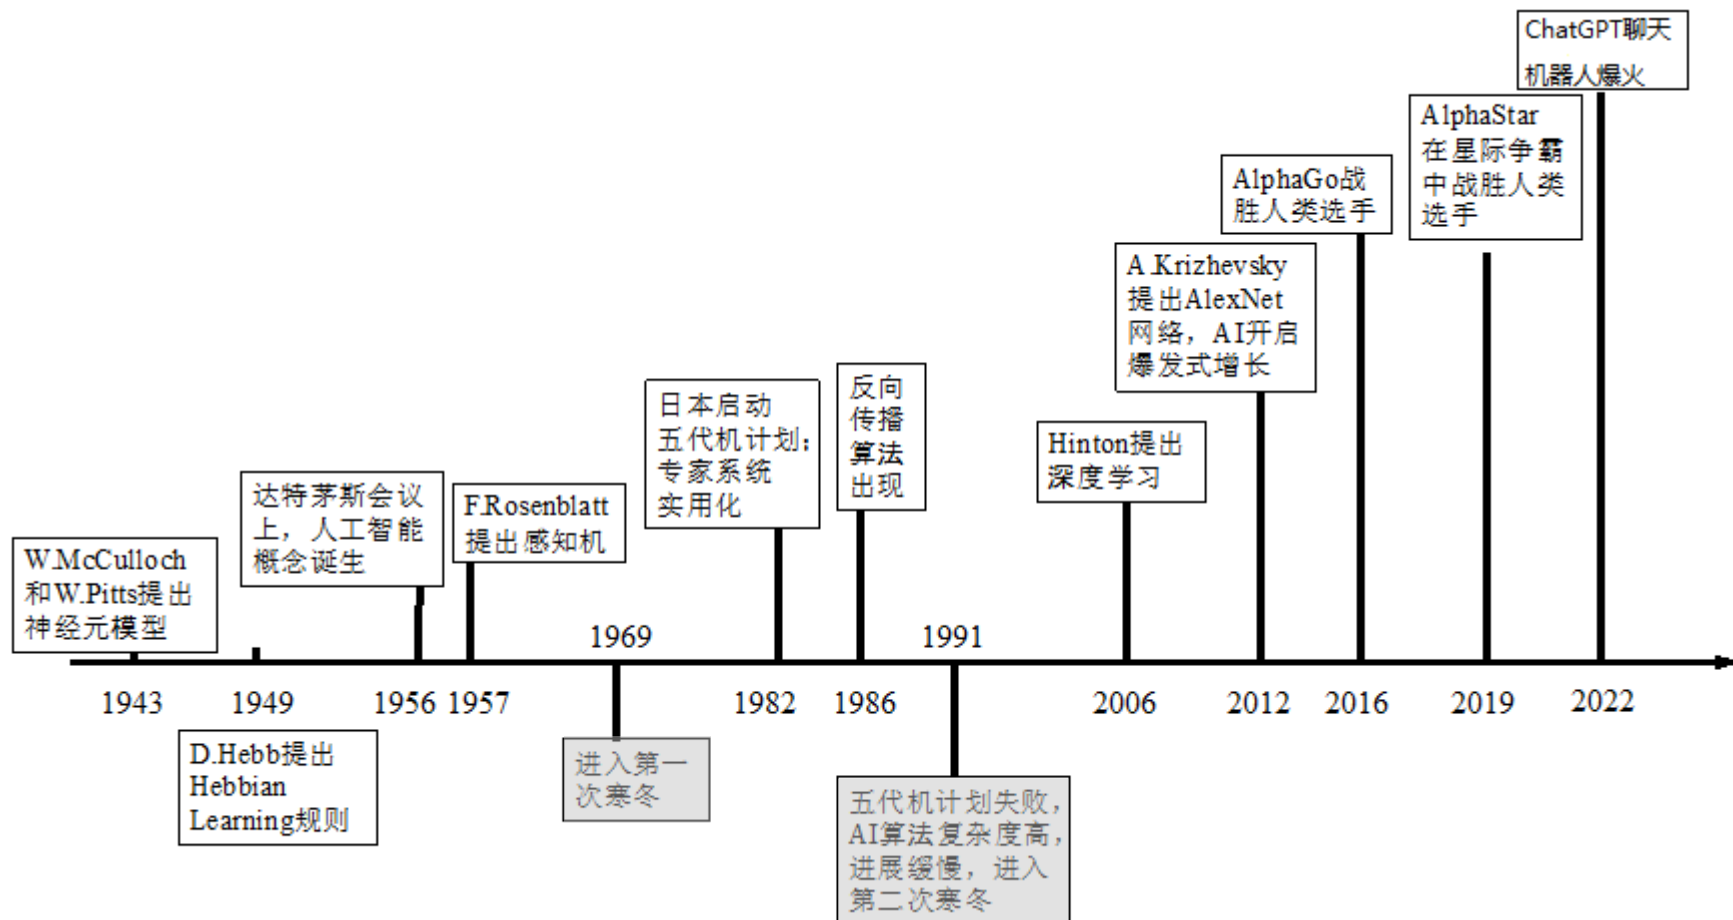 ChatGPT聊天
机器人爆火
AlphaStar
在星际争霸
中战胜人类
选手
AlphaGo战
胜人类选手
A.Krizhevsky
提出AlexNet
网络，AI开启
爆发式增长
反向
传播
算法
出现
日本启动
五代机计划；
专家系统
实用化
Hinton提出
深度学习
达特茅斯会议
上，人工智能
概念诞生
F.Rosenblatt
提出感知机
W.McCulloch
和W.Pitts提出
神经元模型
1969
1991
1943
1949
1956
1957
1982
1986
2006
2012
2016
2019
2022
D.Hebb提出
Hebbian
Learning规则
进入第一
次寒冬
五代机计划失败，
AI算法复杂度高，
进展缓慢，进入
第二次寒冬